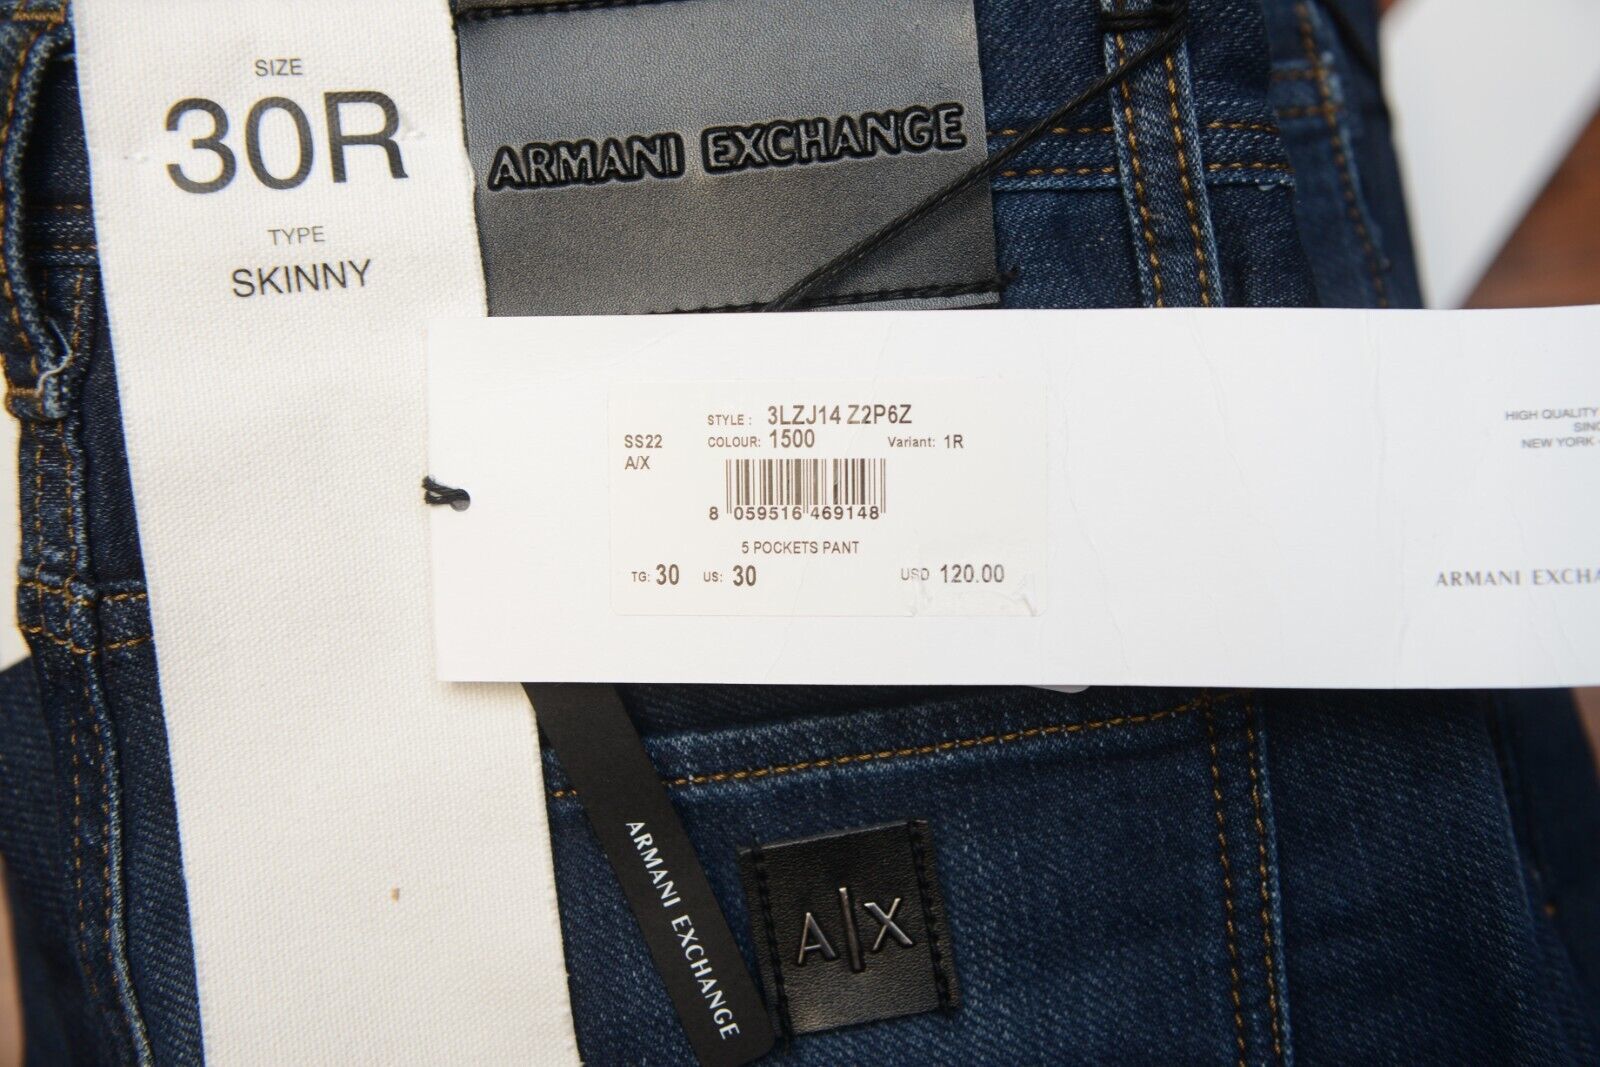 SIZE
30R
TYPE
SKINNY
ARMANI EXCHANGE
STYLE: 3LZJ14 Z2P6Z
SS22 COLOUR: 1500 Variant: 1R
A/X
8 059516 469148
5 POCKETS PANT
TG: 30 US: 30 USD 120.00
HIGH QUALITY
NEW YORK
ARMANI
ARMANI EXCHANGE
A|X